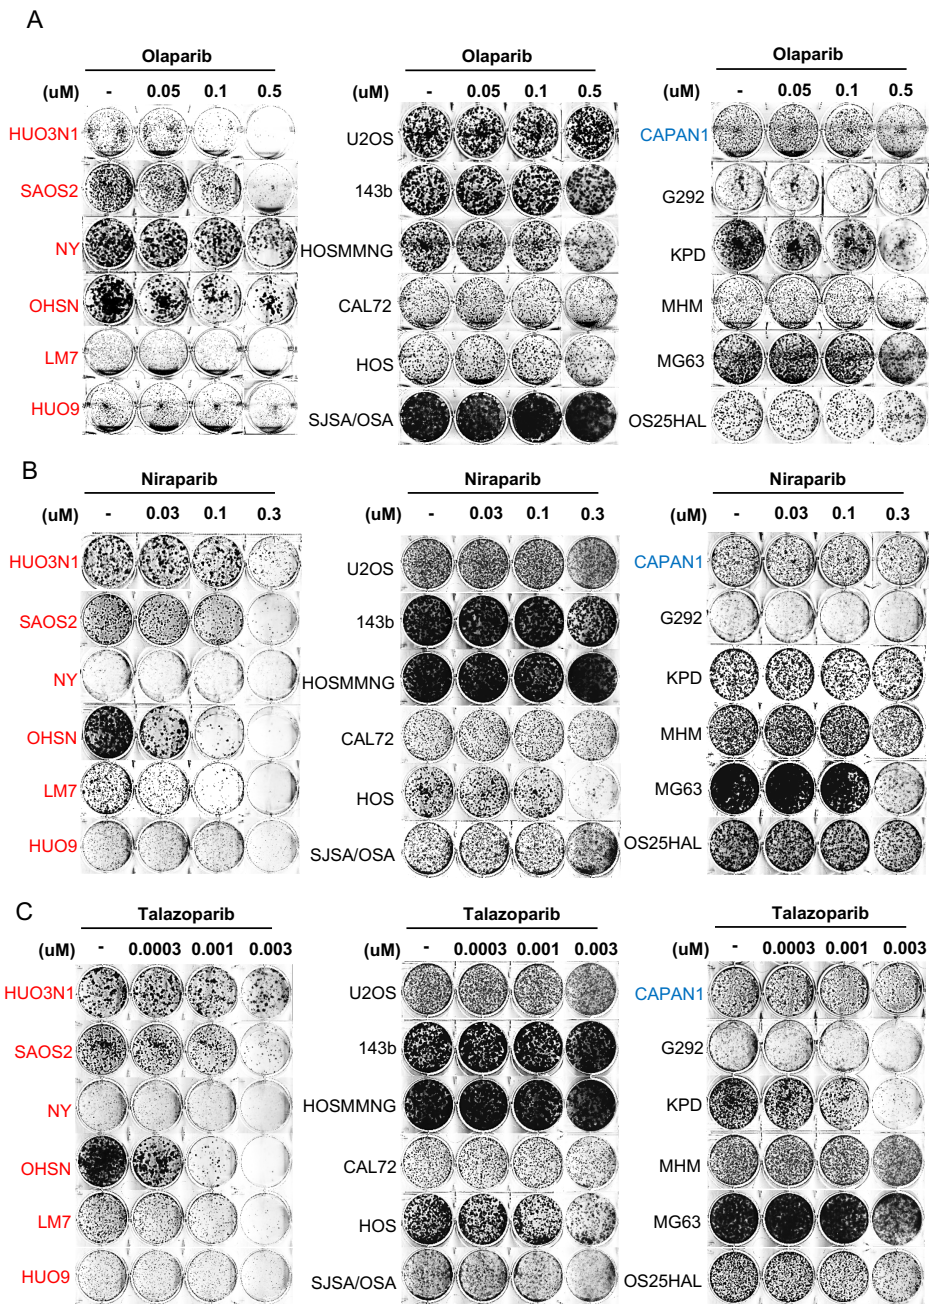 A
Olaparib
Olaparib
Olaparib
(uM) - 0.05 0.1 0.5
(uM) - 0.05 0.1 0.5
(uM) - 0.05 0.1 0.5
HUO3N1
U2OS
CAPAN1
SAOS2
143b
G292
NY
HOSMMNG
KPD
OHSN
CAL72
MHM
LM7
HOS
MG63
HUO9
SJSA/OSA
OS25HAL
B
Niraparib
Niraparib
Niraparib
(uM) - 0.03 0.1 0.3
(uM) - 0.03 0.1 0.3
(uM) - 0.03 0.1 0.3
HUO3N1
U2OS
CAPAN1
SAOS2
143b
G292
NY
HOSMMNG
KPD
OHSN
CAL72
MHM
LM7
HOS
MG63
HUO9
SJSA/OSA
OS25HAL
C
Talazoparib
Talazoparib
Talazoparib
(uM) - 0.0003 0.001 0.003
(uM) - 0.0003 0.001 0.003
(uM) - 0.0003 0.001 0.003
HUO3N1
U2OS
CAPAN1
SAOS2
143b
G292
NY
HOSMMNG
KPD
OHSN
CAL72
MHM
LM7
HOS
MG63
HUO9
SJSA/OSA
OS25HAL